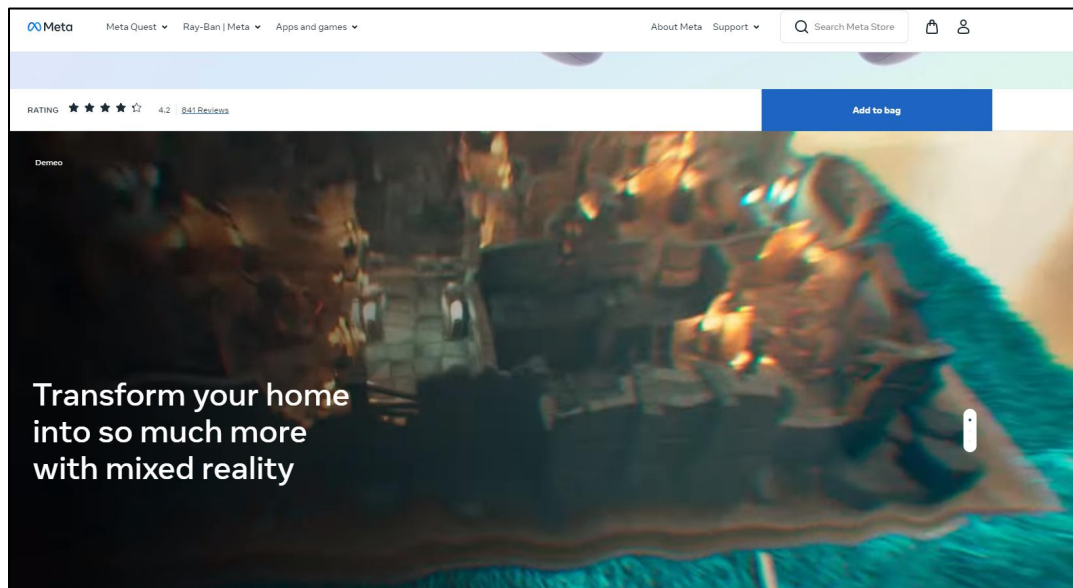 Meta Meta Quest Ray-Ban | Meta Apps and games About Meta Support Search Meta Store
RATING 4.2 841 Reviews Add to bag
Demeo
Transform your home
into so much more
with mixed reality